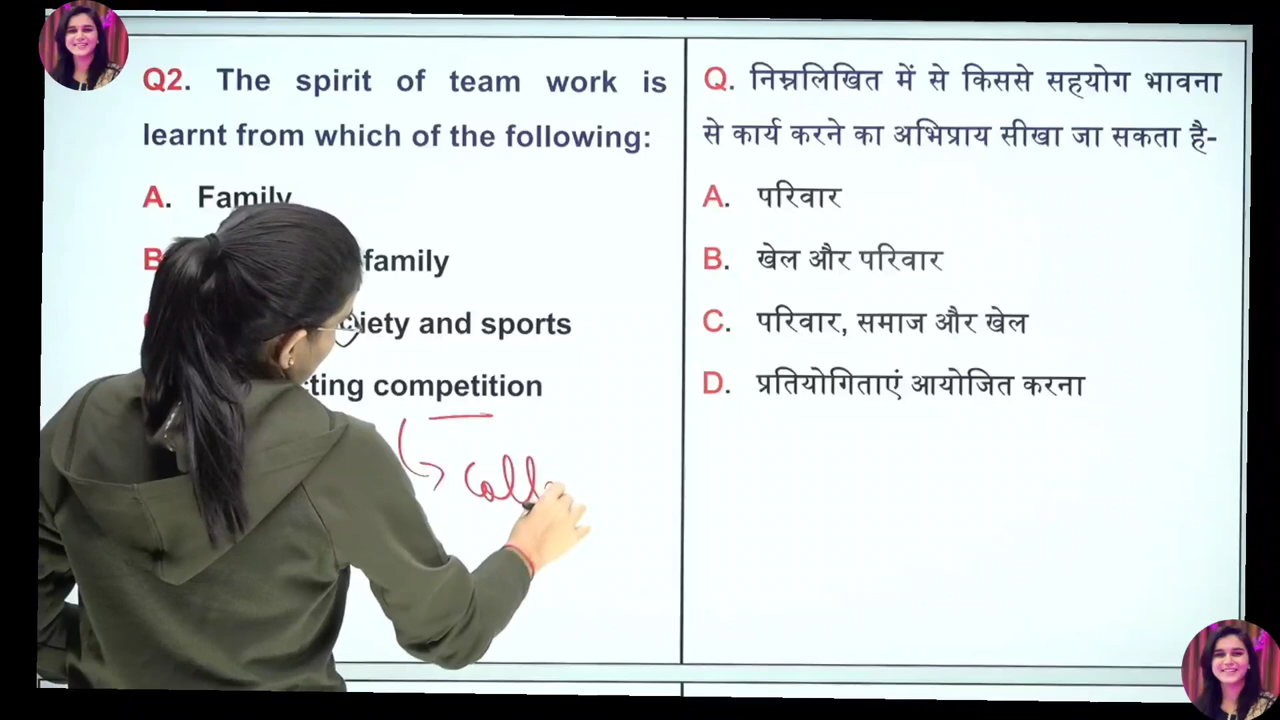 Q2. The spirit of team work is
learnt from which of the following:
A. Family
B family
iety and sports
ting competition
Coll
Q. निम्नलिखित में से किससे सहयोग भावना
से कार्य करने का अभिप्राय सीखा जा सकता है-
A. परिवार
B. खेल और परिवार
C. परिवार, समाज और खेल
D. प्रतियोगिताएं आयोजित करना